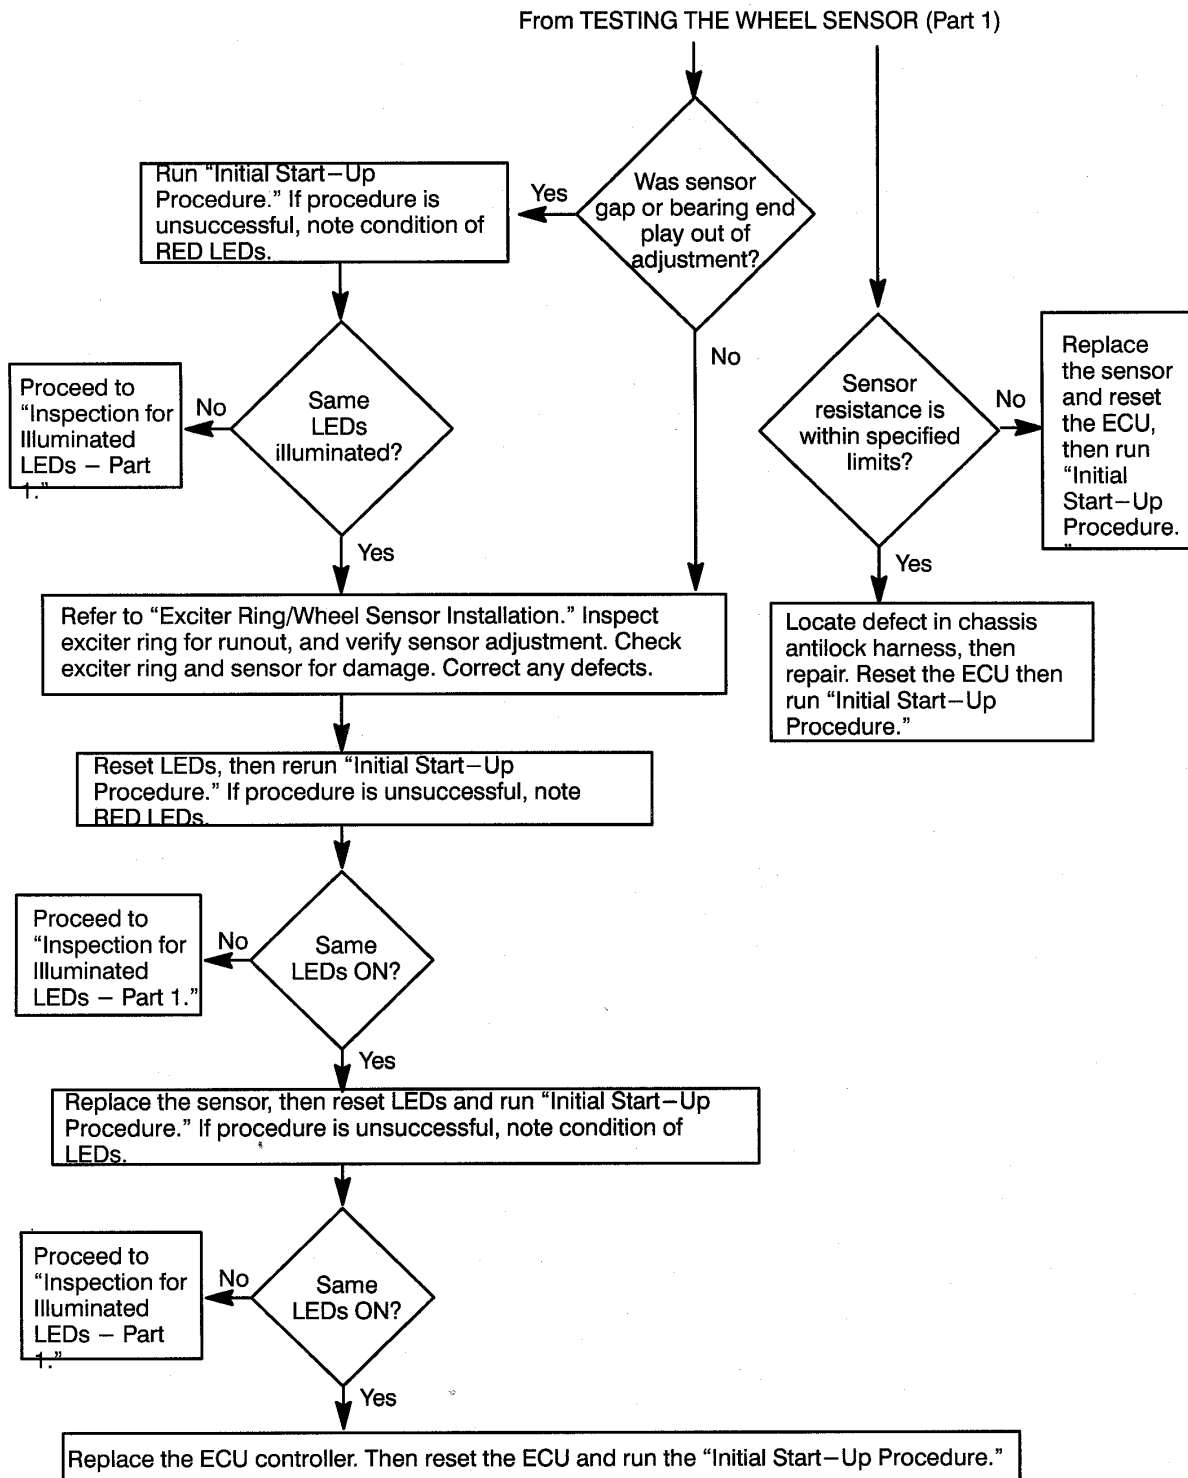 From TESTING THE WHEEL SENSOR (Part 1)
Was sensor
gap or bearing end
play out of
adjustment?
Yes
Run “Initial Start–Up
Procedure.” If procedure is
unsuccessful, note condition of
RED LEDs.
No
Same
LEDs
illuminated?
No
Proceed to
“Inspection for
Illuminated
LEDs – Part
1.”
Yes
Sensor
resistance is
within specified
limits?
No
Replace
the sensor
and reset
the ECU,
then run
“Initial
Start–Up
Procedure.
”
Yes
Locate defect in chassis
antilock harness, then
repair. Reset the ECU then
run “Initial Start–Up
Procedure.”
Refer to “Exciter Ring/Wheel Sensor Installation.” Inspect
exciter ring for runout, and verify sensor adjustment. Check
exciter ring and sensor for damage. Correct any defects.
Reset LEDs, then rerun “Initial Start–Up
Procedure.” If procedure is unsuccessful, note
RED LEDs.
Same
LEDs ON?
No
Proceed to
“Inspection for
Illuminated
LEDs – Part 1.”
Yes
Replace the sensor, then reset LEDs and run “Initial Start–Up
Procedure.” If procedure is unsuccessful, note condition of
LEDs.
Same
LEDs ON?
No
Proceed to
“Inspection for
Illuminated
LEDs – Part
1.”
Yes
Replace the ECU controller. Then reset the ECU and run the “Initial Start–Up Procedure.”